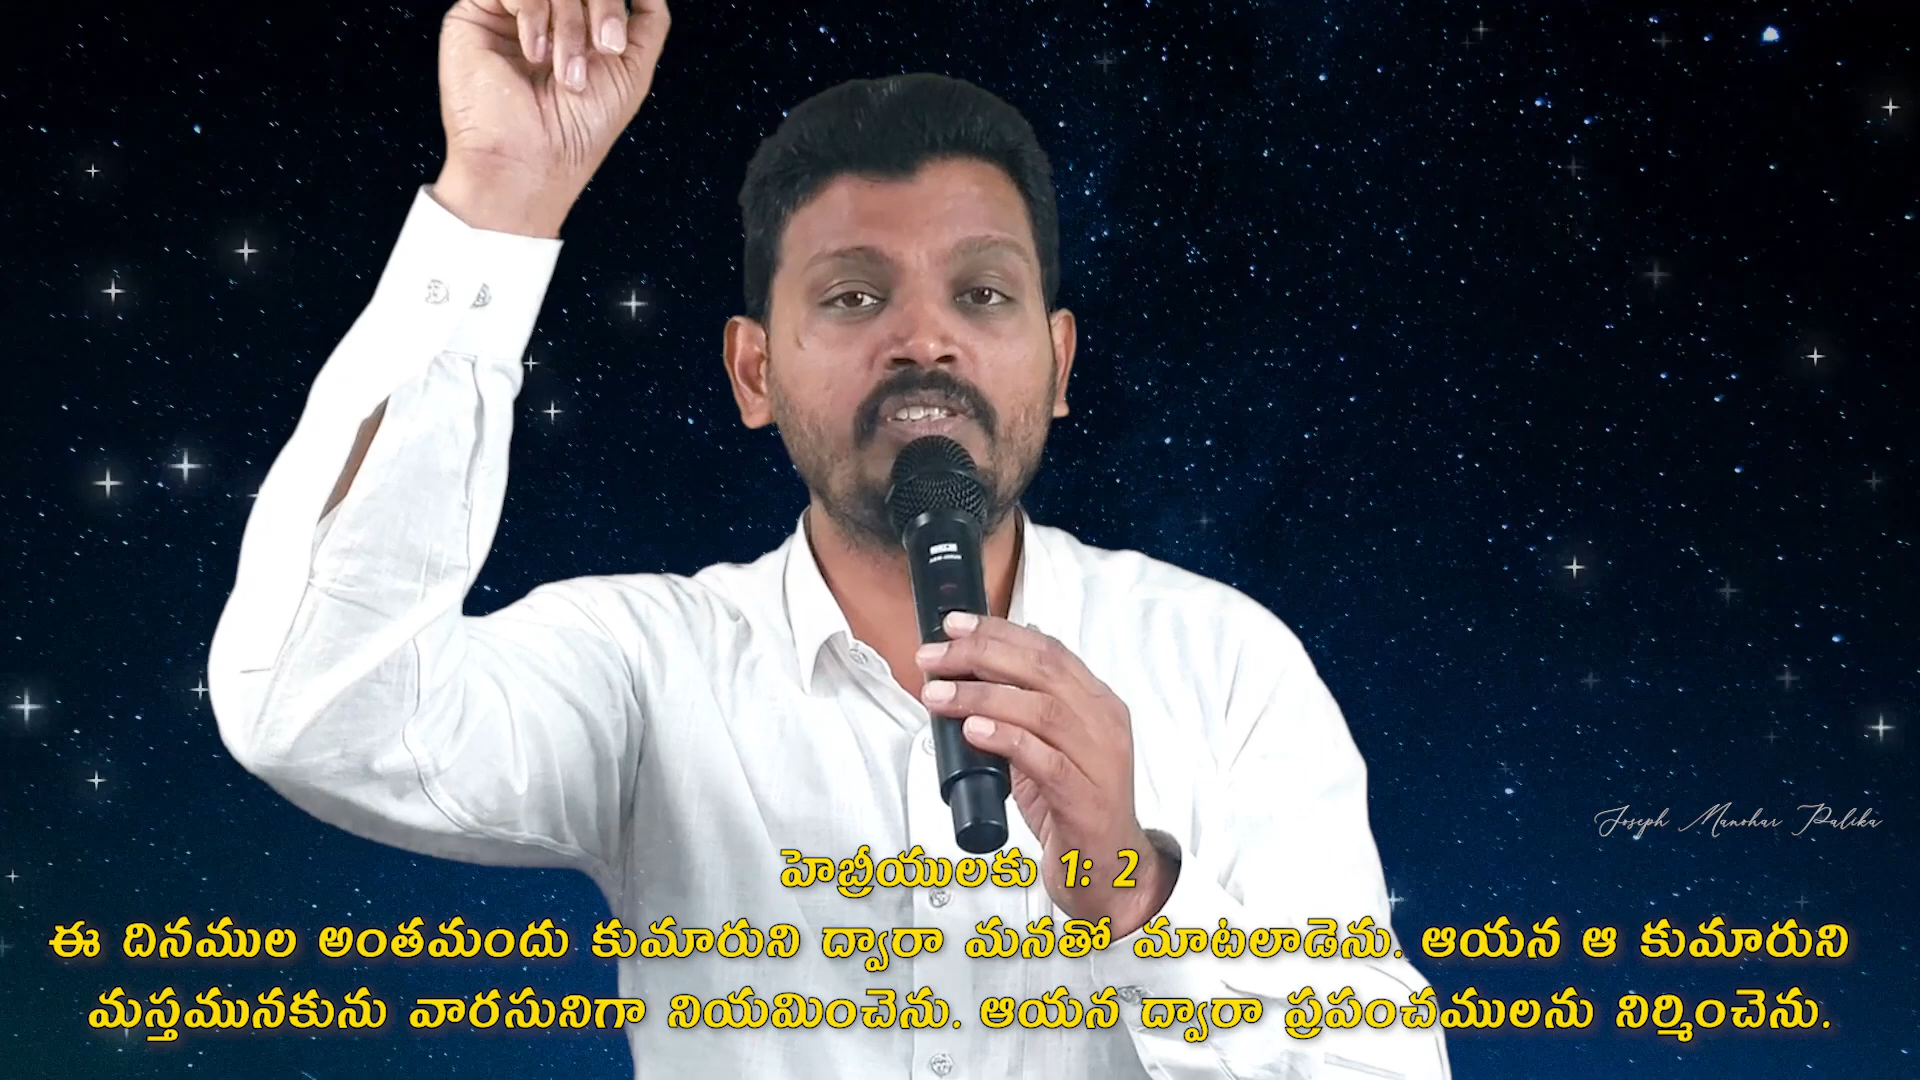 Joseph Manohar Palika
హెబ్రీయులకు 1: 2
ఈ దినముల అంతమందు కుమారుని ద్వారా మనతో మాటలాడెను. ఆయన ఆ కుమారుని
మస్తమునకును వారసునిగా నియమించెను. ఆయన ద్వారా ప్రపంచములను నిర్మించెను.